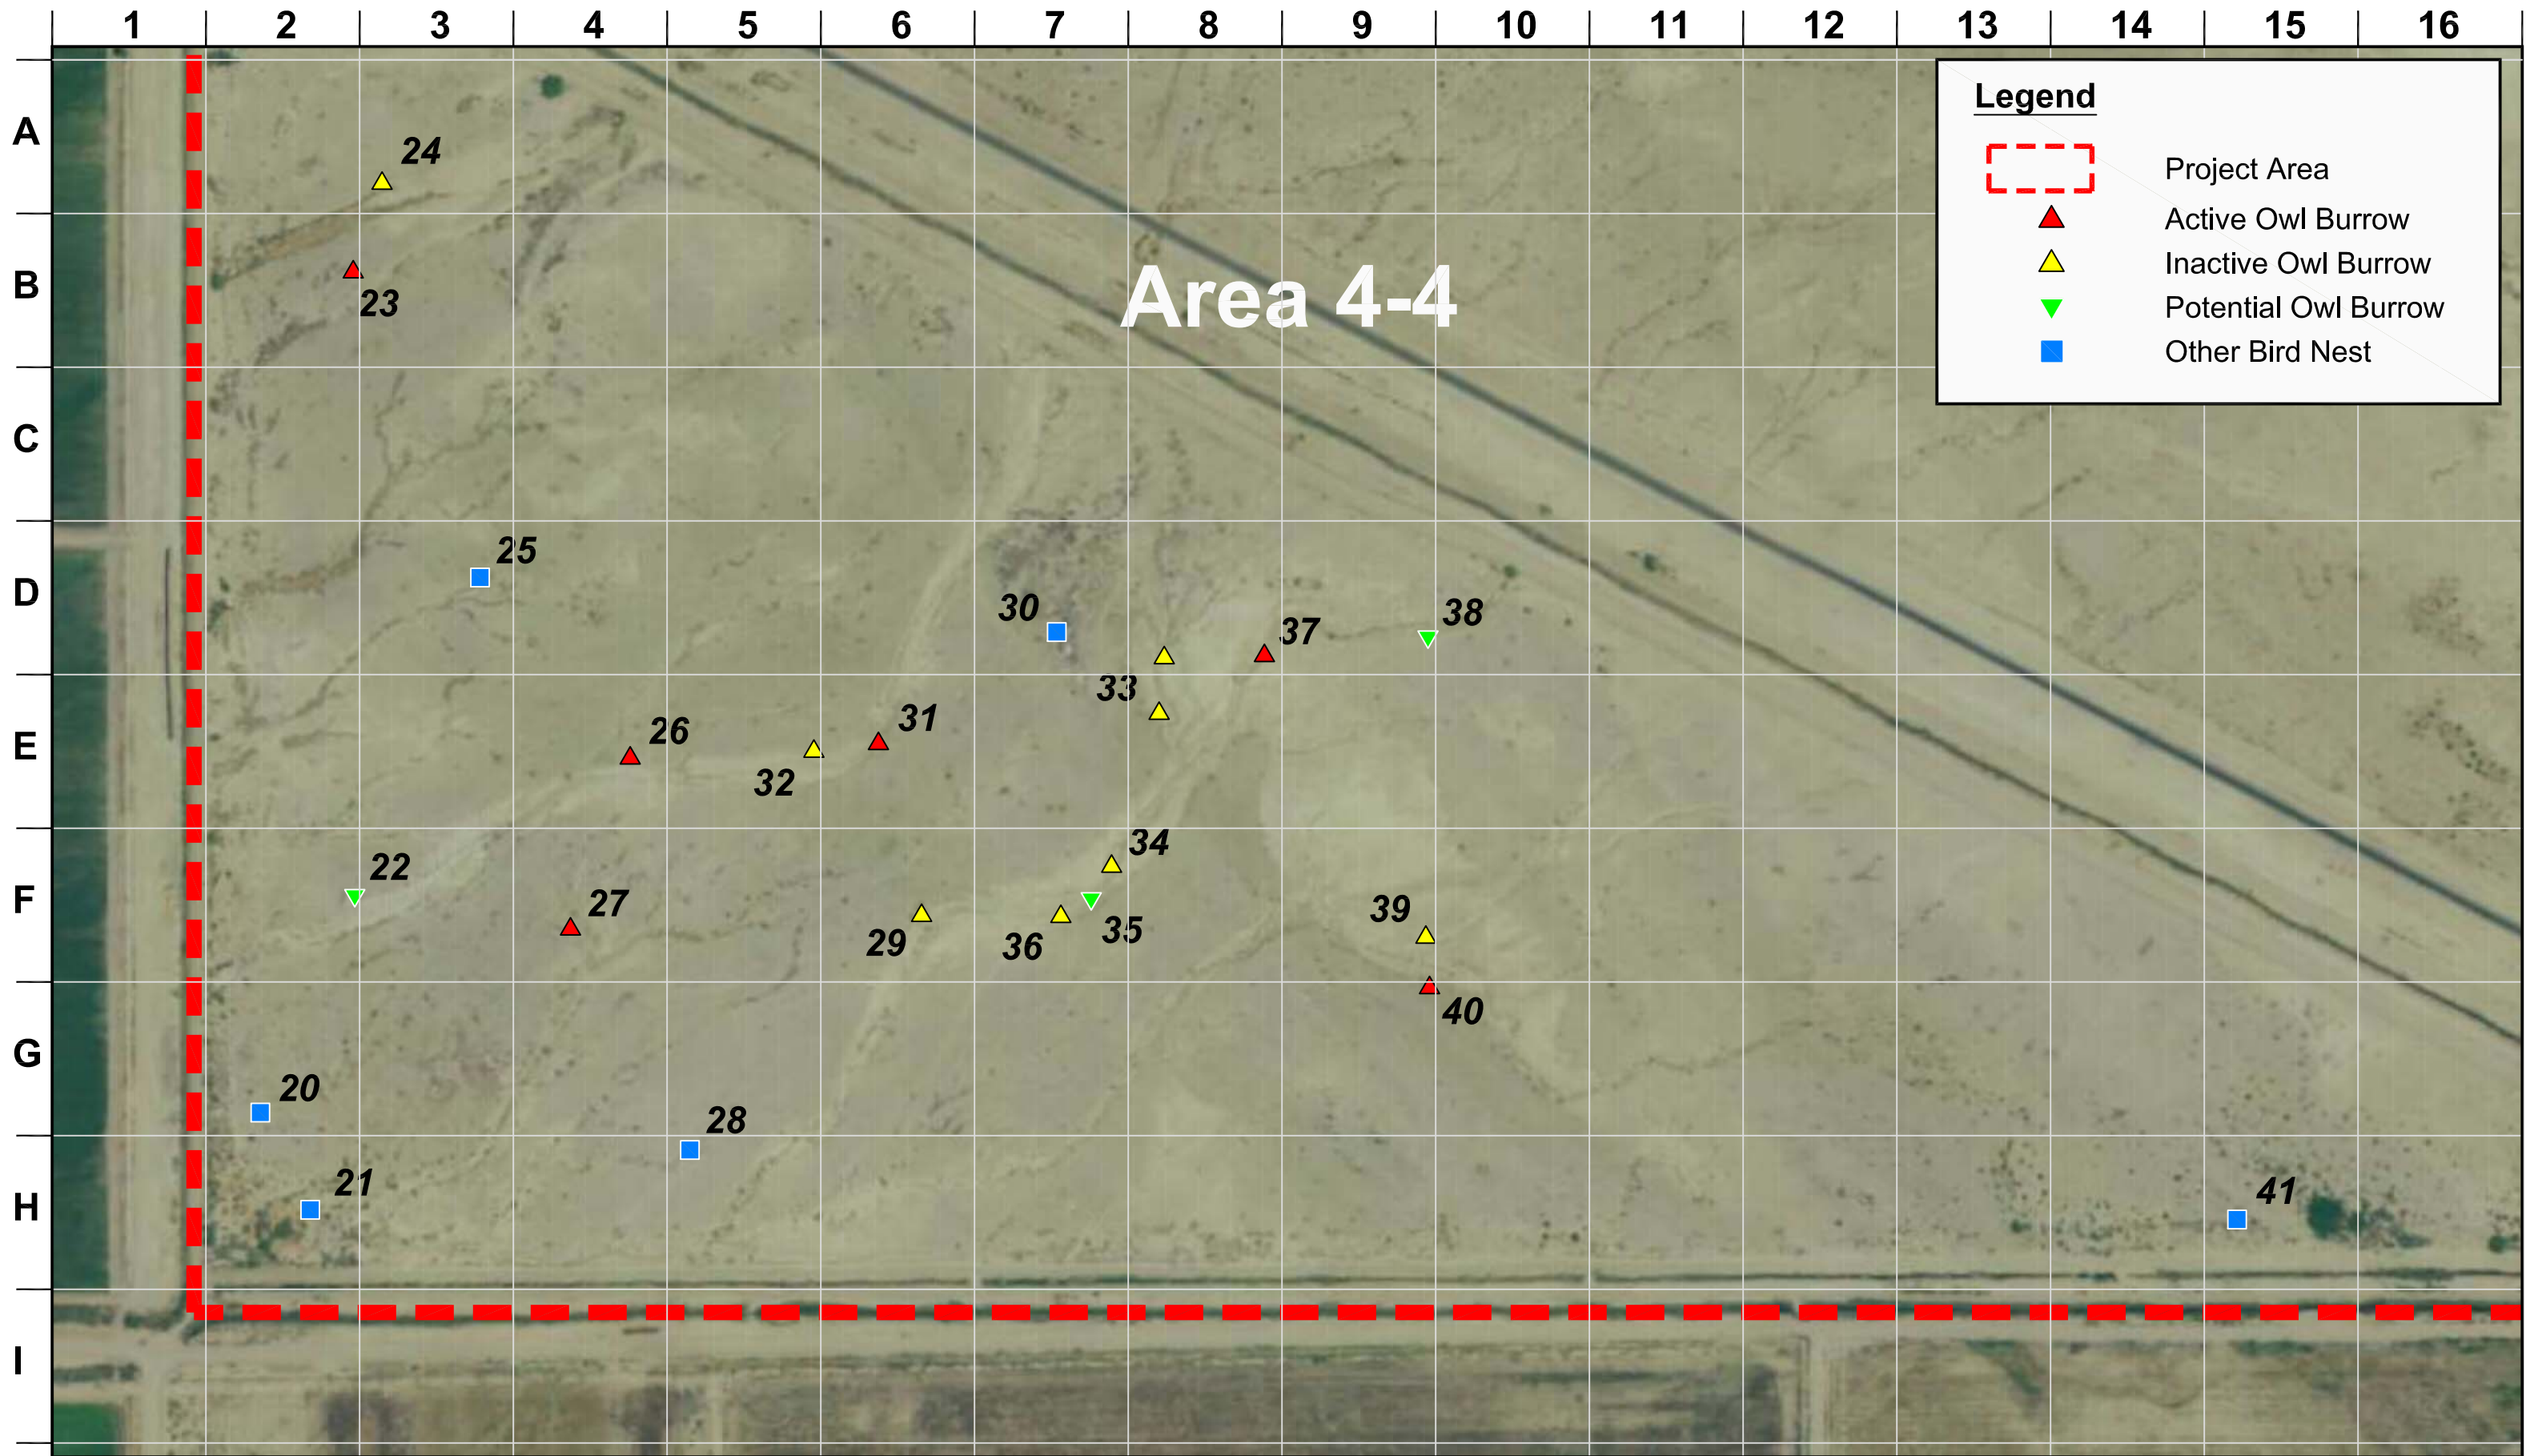 1 2 3 4 5 6 7 8 9 10 11 12 13 14 15 16
Legend
Project Area
Active Owl Burrow
Inactive Owl Burrow
Potential Owl Burrow
Other Bird Nest
A
24
B
23
Area 4-4
C
D
25
30
37
38
33
E
26
31
32
34
F
22
27
29
36
35
39
40
G
20
28
H
21
41
I